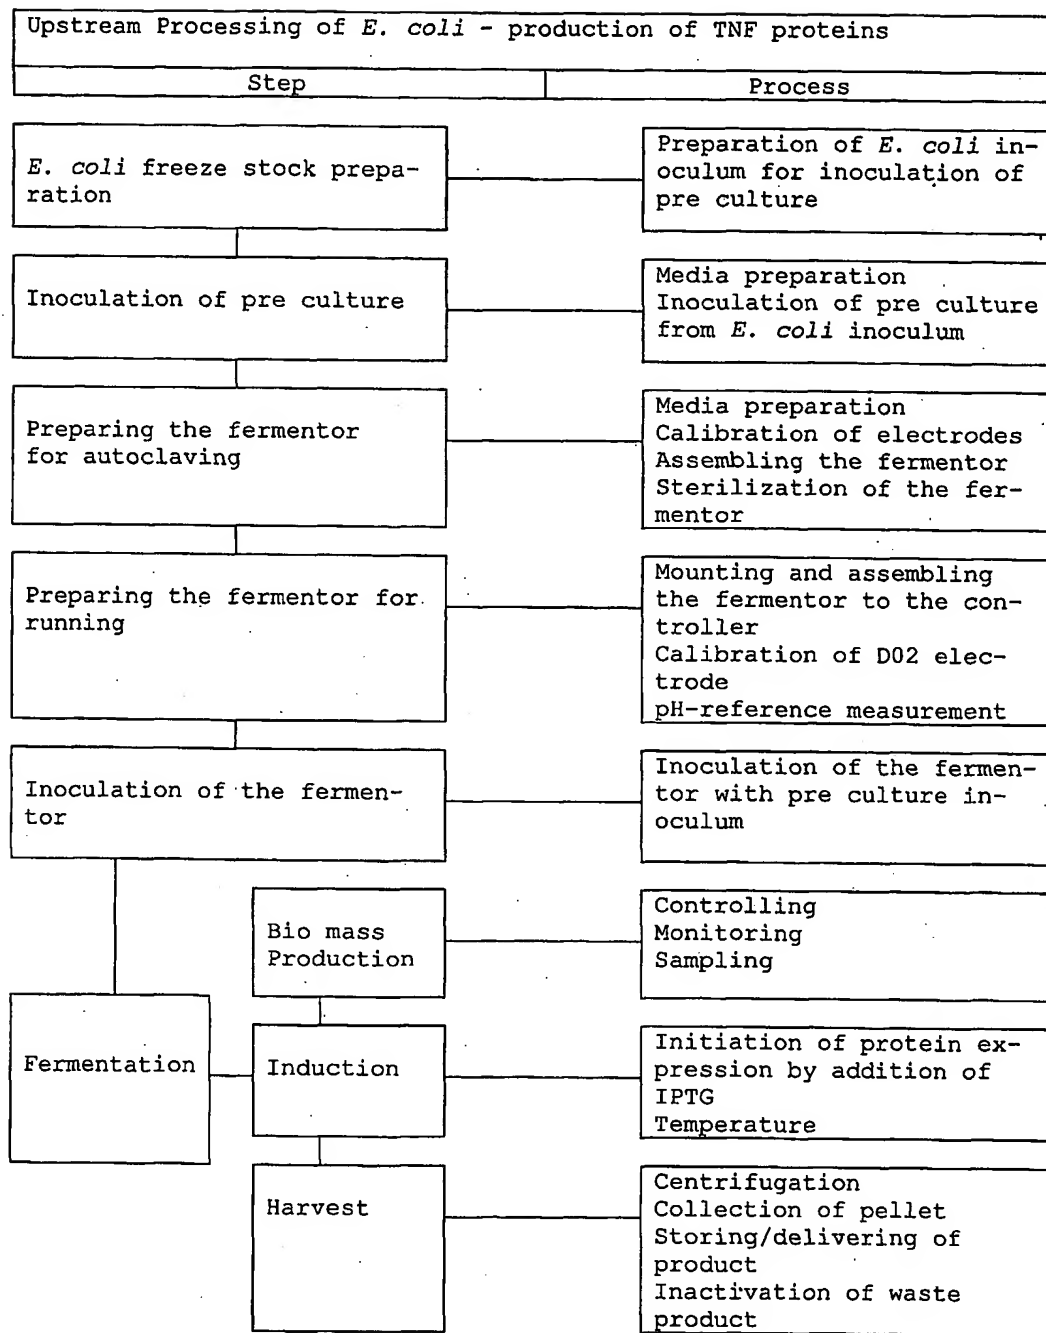 Upstream Processing of E. coli - production of TNF proteins
Step
Process
E. coli freeze stock prepa-
ration
Preparation of E. coli in-
oculum for inoculation of
pre culture
Inoculation of pre culture
Media preparation
Inoculation of pre culture
from E. coli inoculum
Preparing the fermentor
for autoclaving
Media preparation
Calibration of electrodes
Assembling the fermentor
Sterilization of the fer-
mentor
Preparing the fermentor for
running
Mounting and assembling
the fermentor to the con-
troller
Calibration of DO2 elec-
trode
pH-reference measurement
Inoculation of the fermen-
tor
Inoculation of the fermen-
tor with pre culture in-
oculum
Bio mass
Production
Controlling
Monitoring
Sampling
Fermentation
Induction
Initiation of protein ex-
pression by addition of
IPTG
Temperature
Harvest
Centrifugation
Collection of pellet
Storing/delivering of
product
Inactivation of waste
product